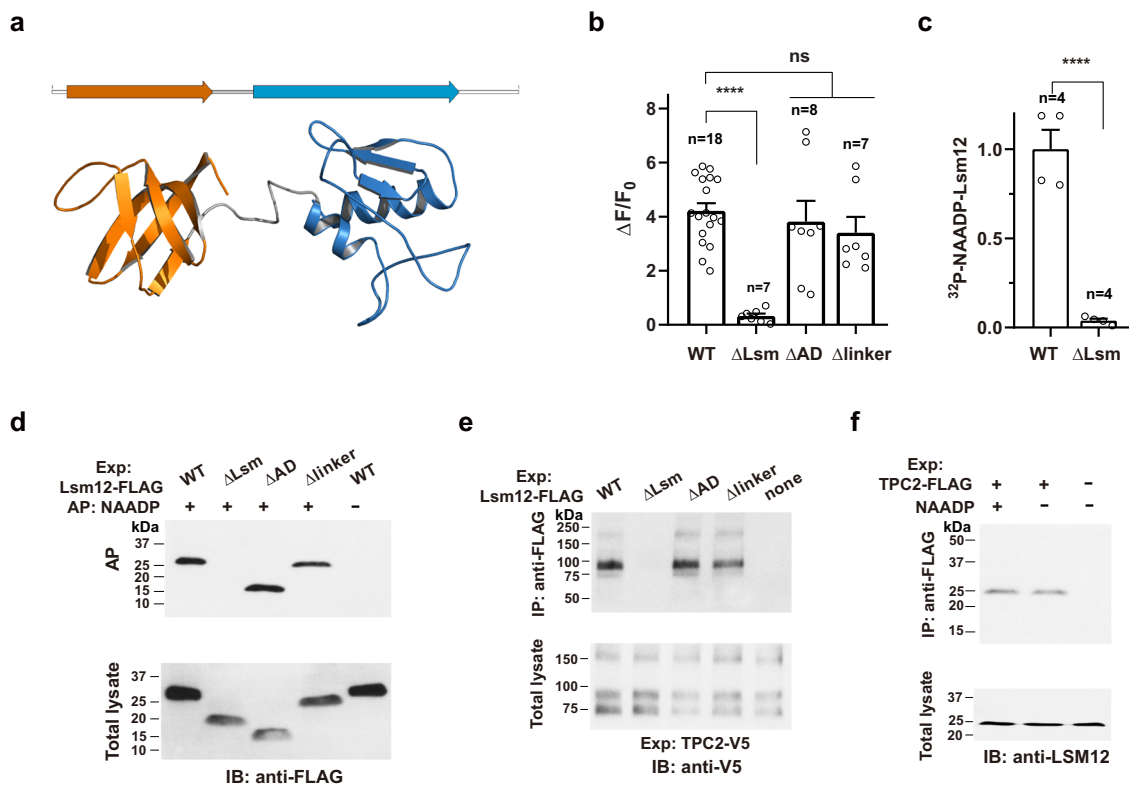 a
b
ns
****
n=18
n=7
n=8
n=7
ΔF/F0
8
6
4
2
0
WT ΔLsm ΔAD Δlinker
c
****
n=4
n=4
32P-NAADP-Lsm12
1.0
0.5
0.0
WT ΔLsm
d
Exp:
Lsm12-FLAG
WT ΔLsm ΔAD Δlinker WT
AP: NAADP + + + + −
kDa
AP
37
25
20
15
10
Total lysate
37
25
20
15
10
IB: anti-FLAG
e
Exp:
Lsm12-FLAG
WT ΔLsm ΔAD Δlinker none
kDa
IP: anti-FLAG
250
150
100
75
50
Total lysate
150
100
75
Exp: TPC2-V5
IB: anti-V5
f
Exp:
TPC2-FLAG + + −
NAADP + − −
kDa
IP: anti-FLAG
50
37
25
20
15
Total lysate
37
25
20
IB: anti-LSM12